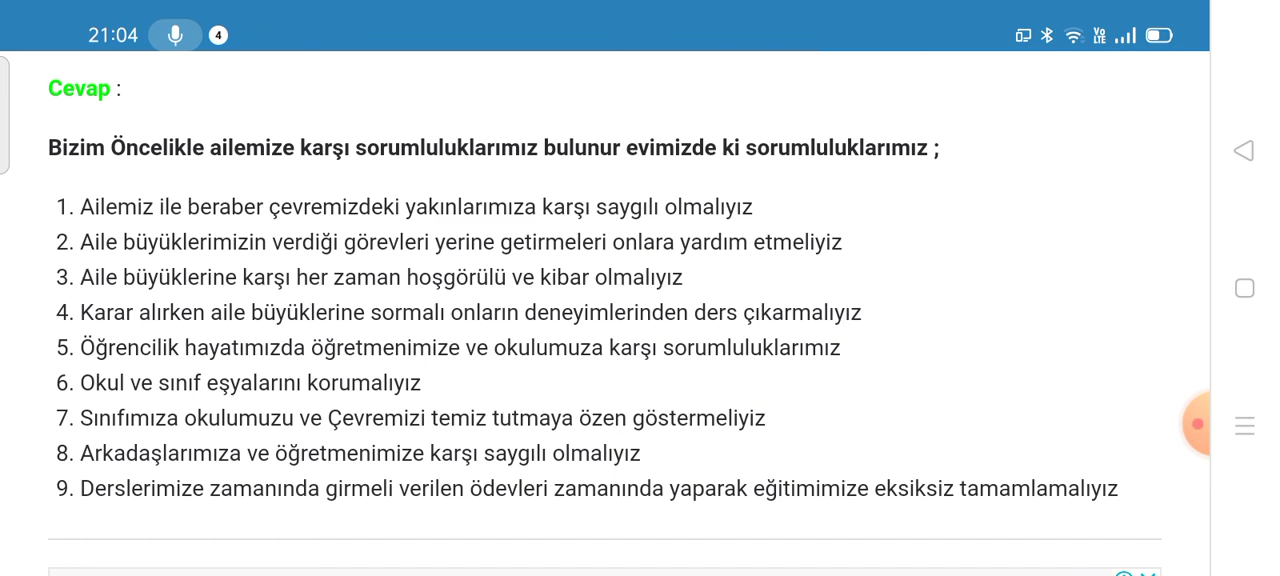 21:04
4
Cevap :
Bizim Öncelikle ailemize karşı sorumluluklarımız bulunur evimizde ki sorumluluklarımız ;
1. Ailemiz ile beraber çevremizdeki yakınlarımıza karşı saygılı olmalıyız
2. Aile büyüklerimizin verdiği görevleri yerine getirmeleri onlara yardım etmeliyiz
3. Aile büyüklerine karşı her zaman hoşgörülü ve kibar olmalıyız
4. Karar alırken aile büyüklerine sormalı onların deneyimlerinden ders çıkarmalıyız
5. Öğrencilik hayatımızda öğretmenimize ve okulumuza karşı sorumluluklarımız
6. Okul ve sınıf eşyalarını korumalıyız
7. Sınıfımıza okulumuzu ve Çevremizi temiz tutmaya özen göstermeliyiz
8. Arkadaşlarımıza ve öğretmenimize karşı saygılı olmalıyız
9. Derslerimize zamanında girmeli verilen ödevleri zamanında yaparak eğitimimize eksiksiz tamamlamalıyız